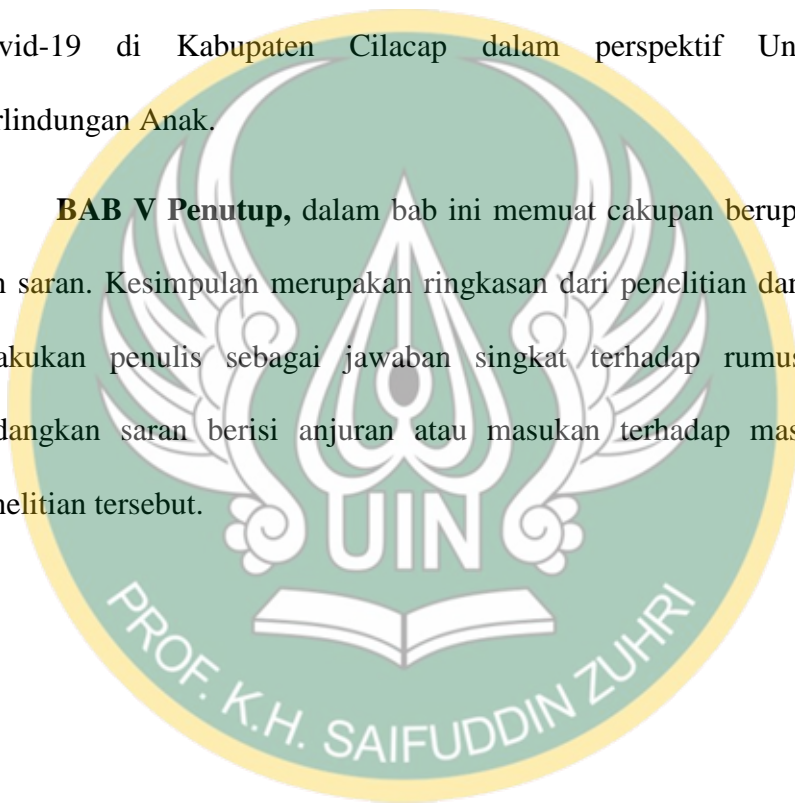 vid-19 di Kabupaten Cilacap dalam perspektif Un
rlindungan Anak.
BAB V Penutup, dalam bab ini memuat cakupan berup
n saran. Kesimpulan merupakan ringkasan dari penelitian dan
akukan penulis sebagai jawaban singkat terhadap rumus
dangkan saran berisi anjuran atau masukan terhadap mas
nelitian tersebut.
UIN
PROF. K.H. SAIFUDDIN ZUHRI